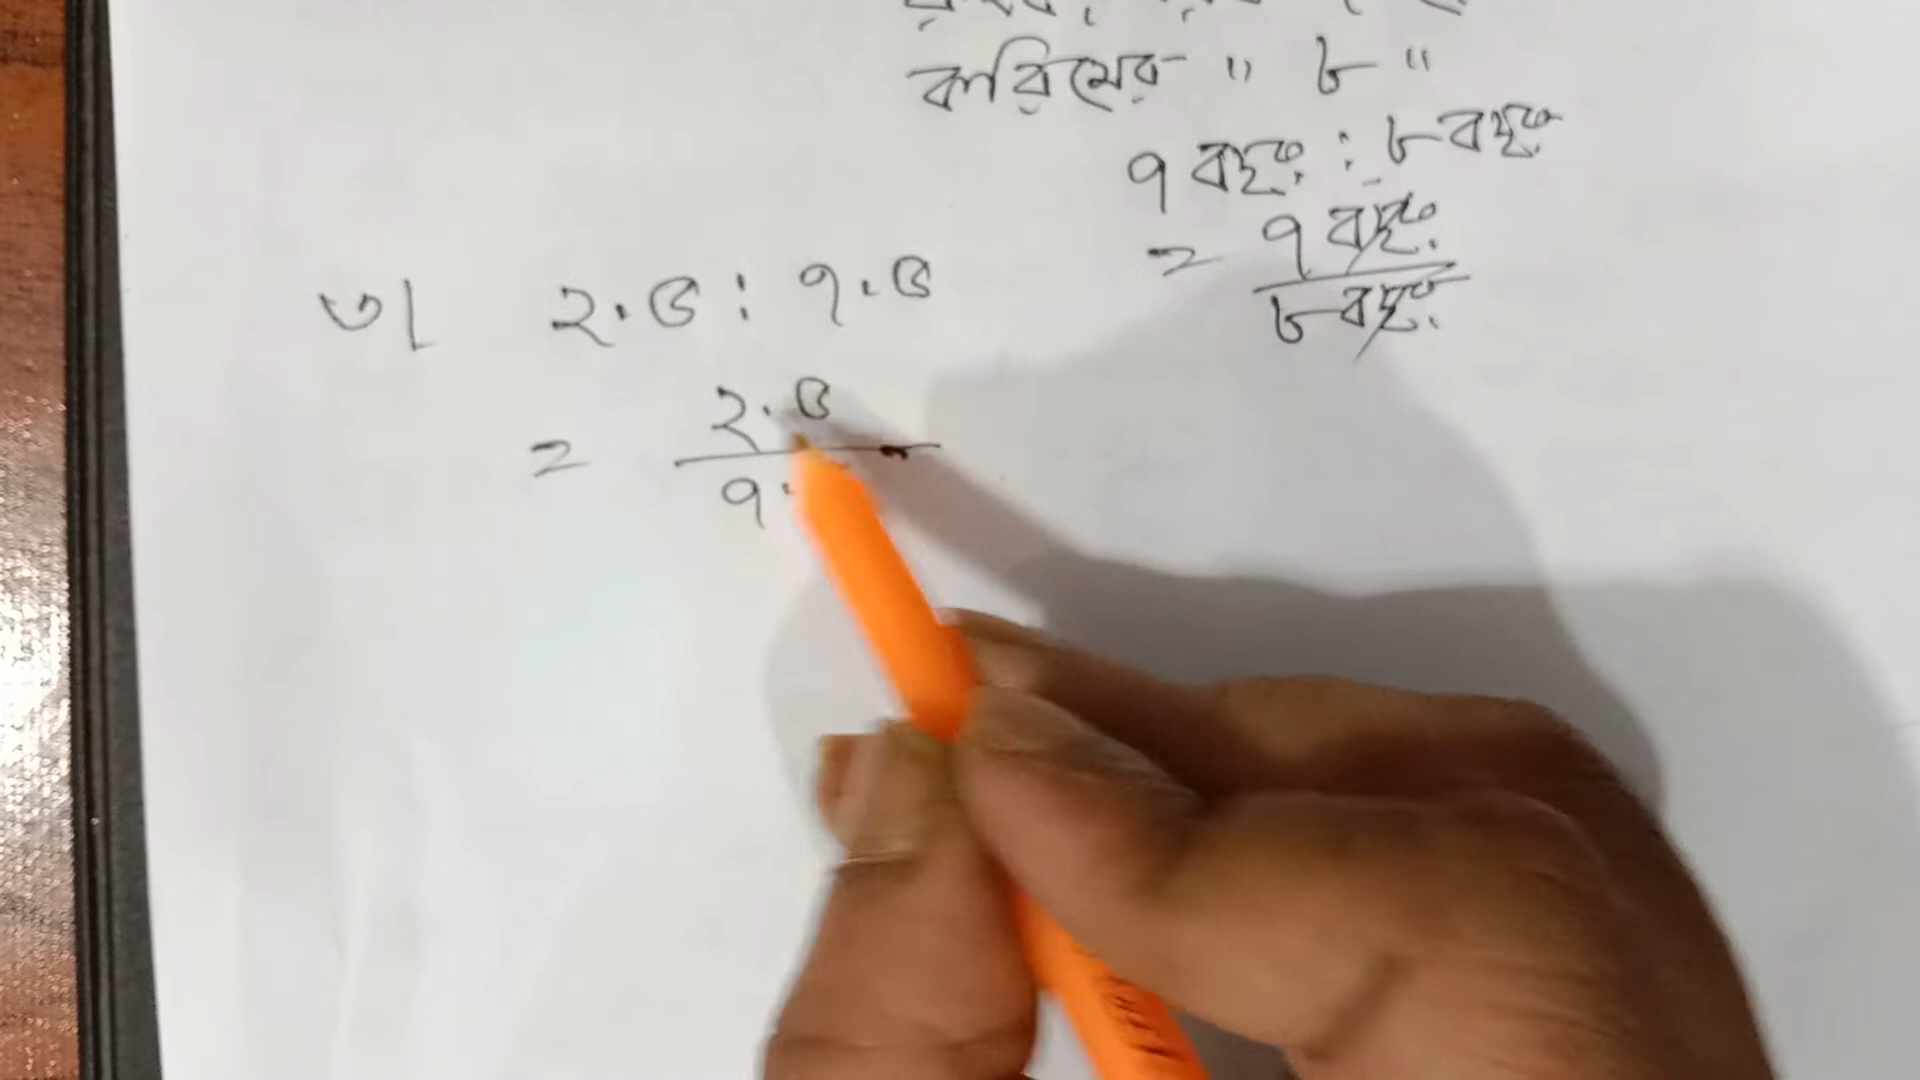 করিমের " ৮ "
৭ বছর : ৮ বছর
= ৭ বছর
৮ বছর
৩। ২.৫ : ৭.৫
= ২.৫
৭.